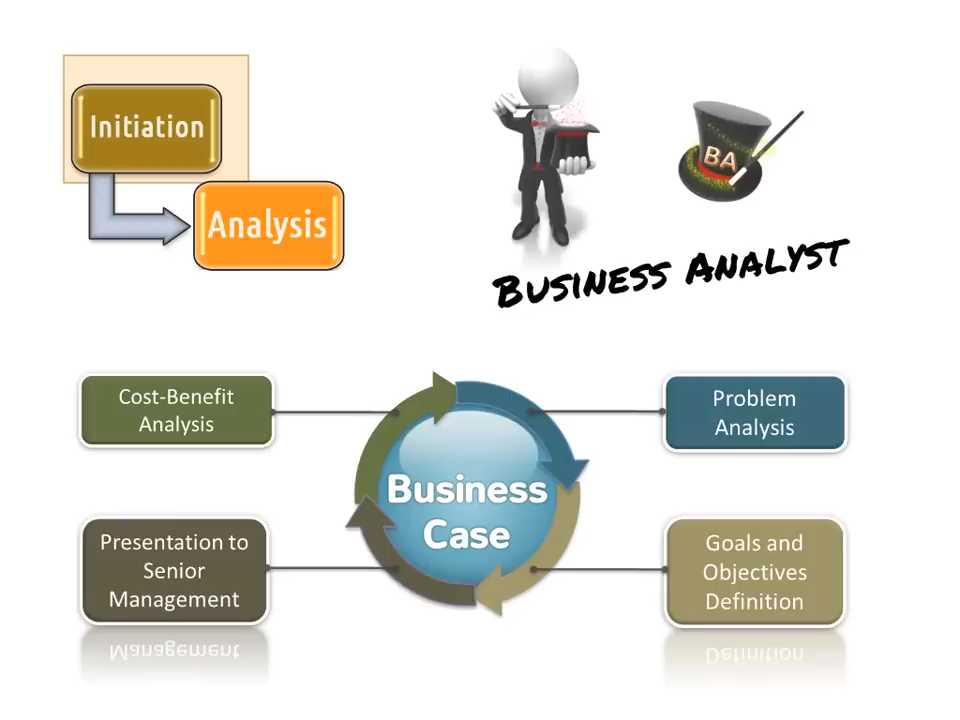 Initiation
Analysis
BA
Business Analyst
Cost-Benefit
Analysis
Problem
Analysis
Business
Case
Presentation to
Senior
Management
Goals and
Objectives
Definition